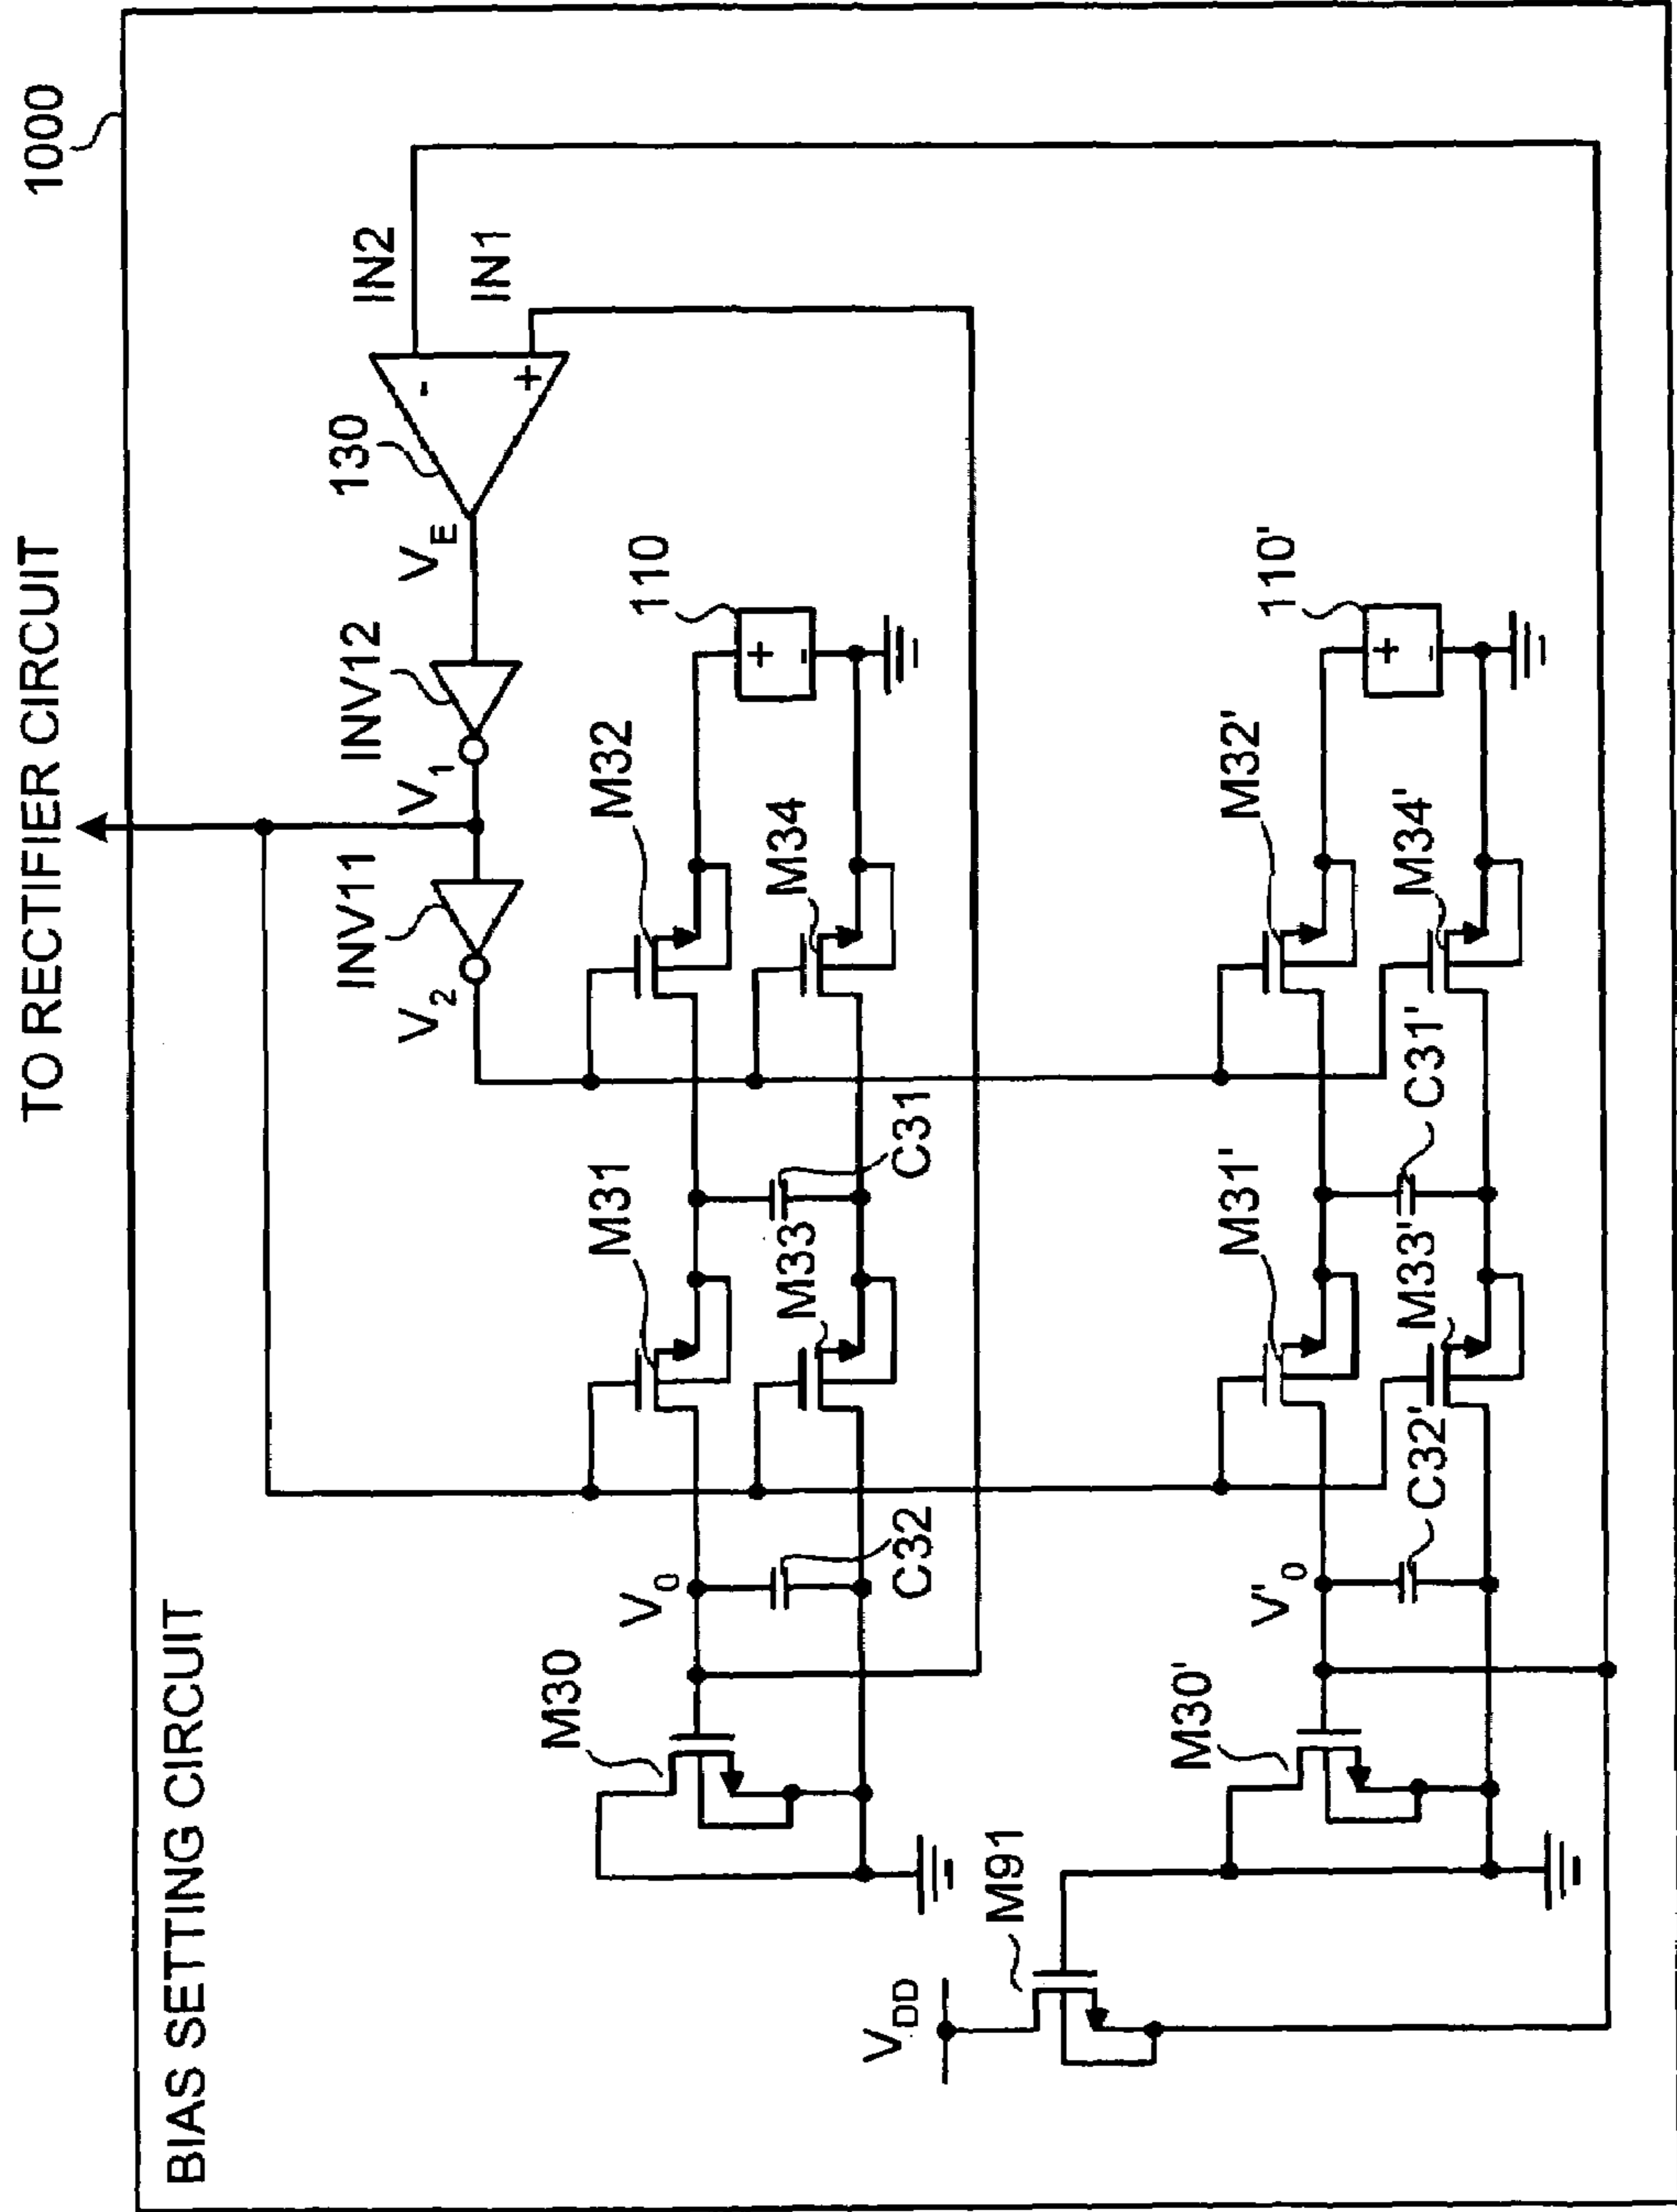 TO RECTIFIER CIRCUIT
1000
BIAS SETTING CIRCUIT
IN2
IN1
130
-
+
VE
INV12
V1
INV11
V2
M32
110
+
-
M34
M31
C31
M33
V0
C32
M30
M32'
110'
+
-
M34'
C31'
M31'
M33'
V'0
C32'
M30'
M91
VDD